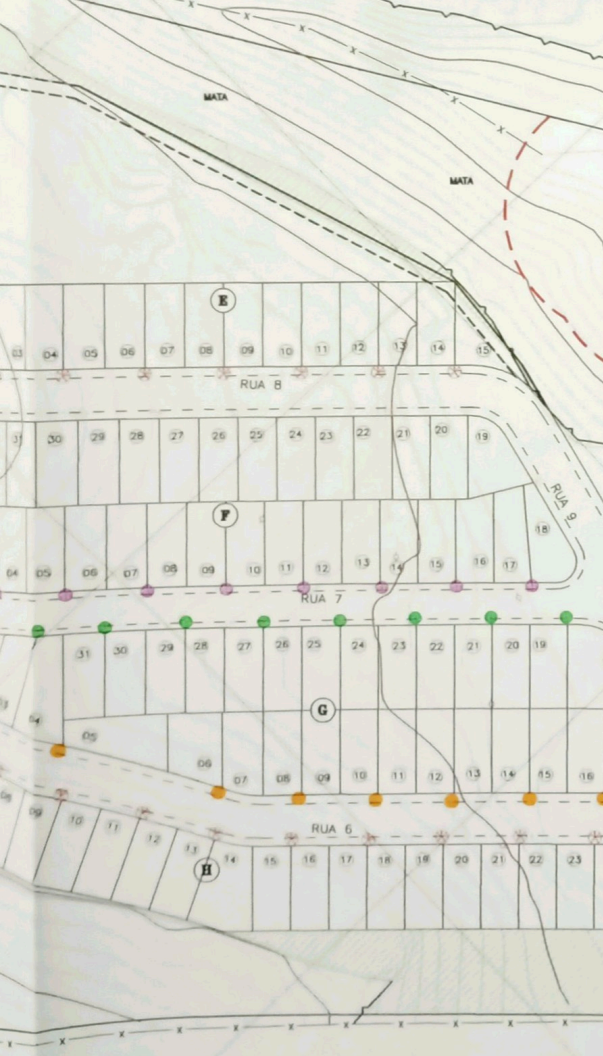 MATA
MATA
E
03 04 05 06 07 08 09 10 11 12 13 14 15
RUA 8
31 30 29 28 27 26 25 24 23 22 21 20 19
RUA 9
F
18
04 05 06 07 08 09 10 11 12 13 14 15 16 17
RUA 7
31 30 29 28 27 26 25 24 23 22 21 20 19
G
03 04 05 06 07 08 09 10 11 12 13 14 15 16
RUA 6
08 09 10 11 12 13 14 15 16 17 18 19 20 21 22 23
H